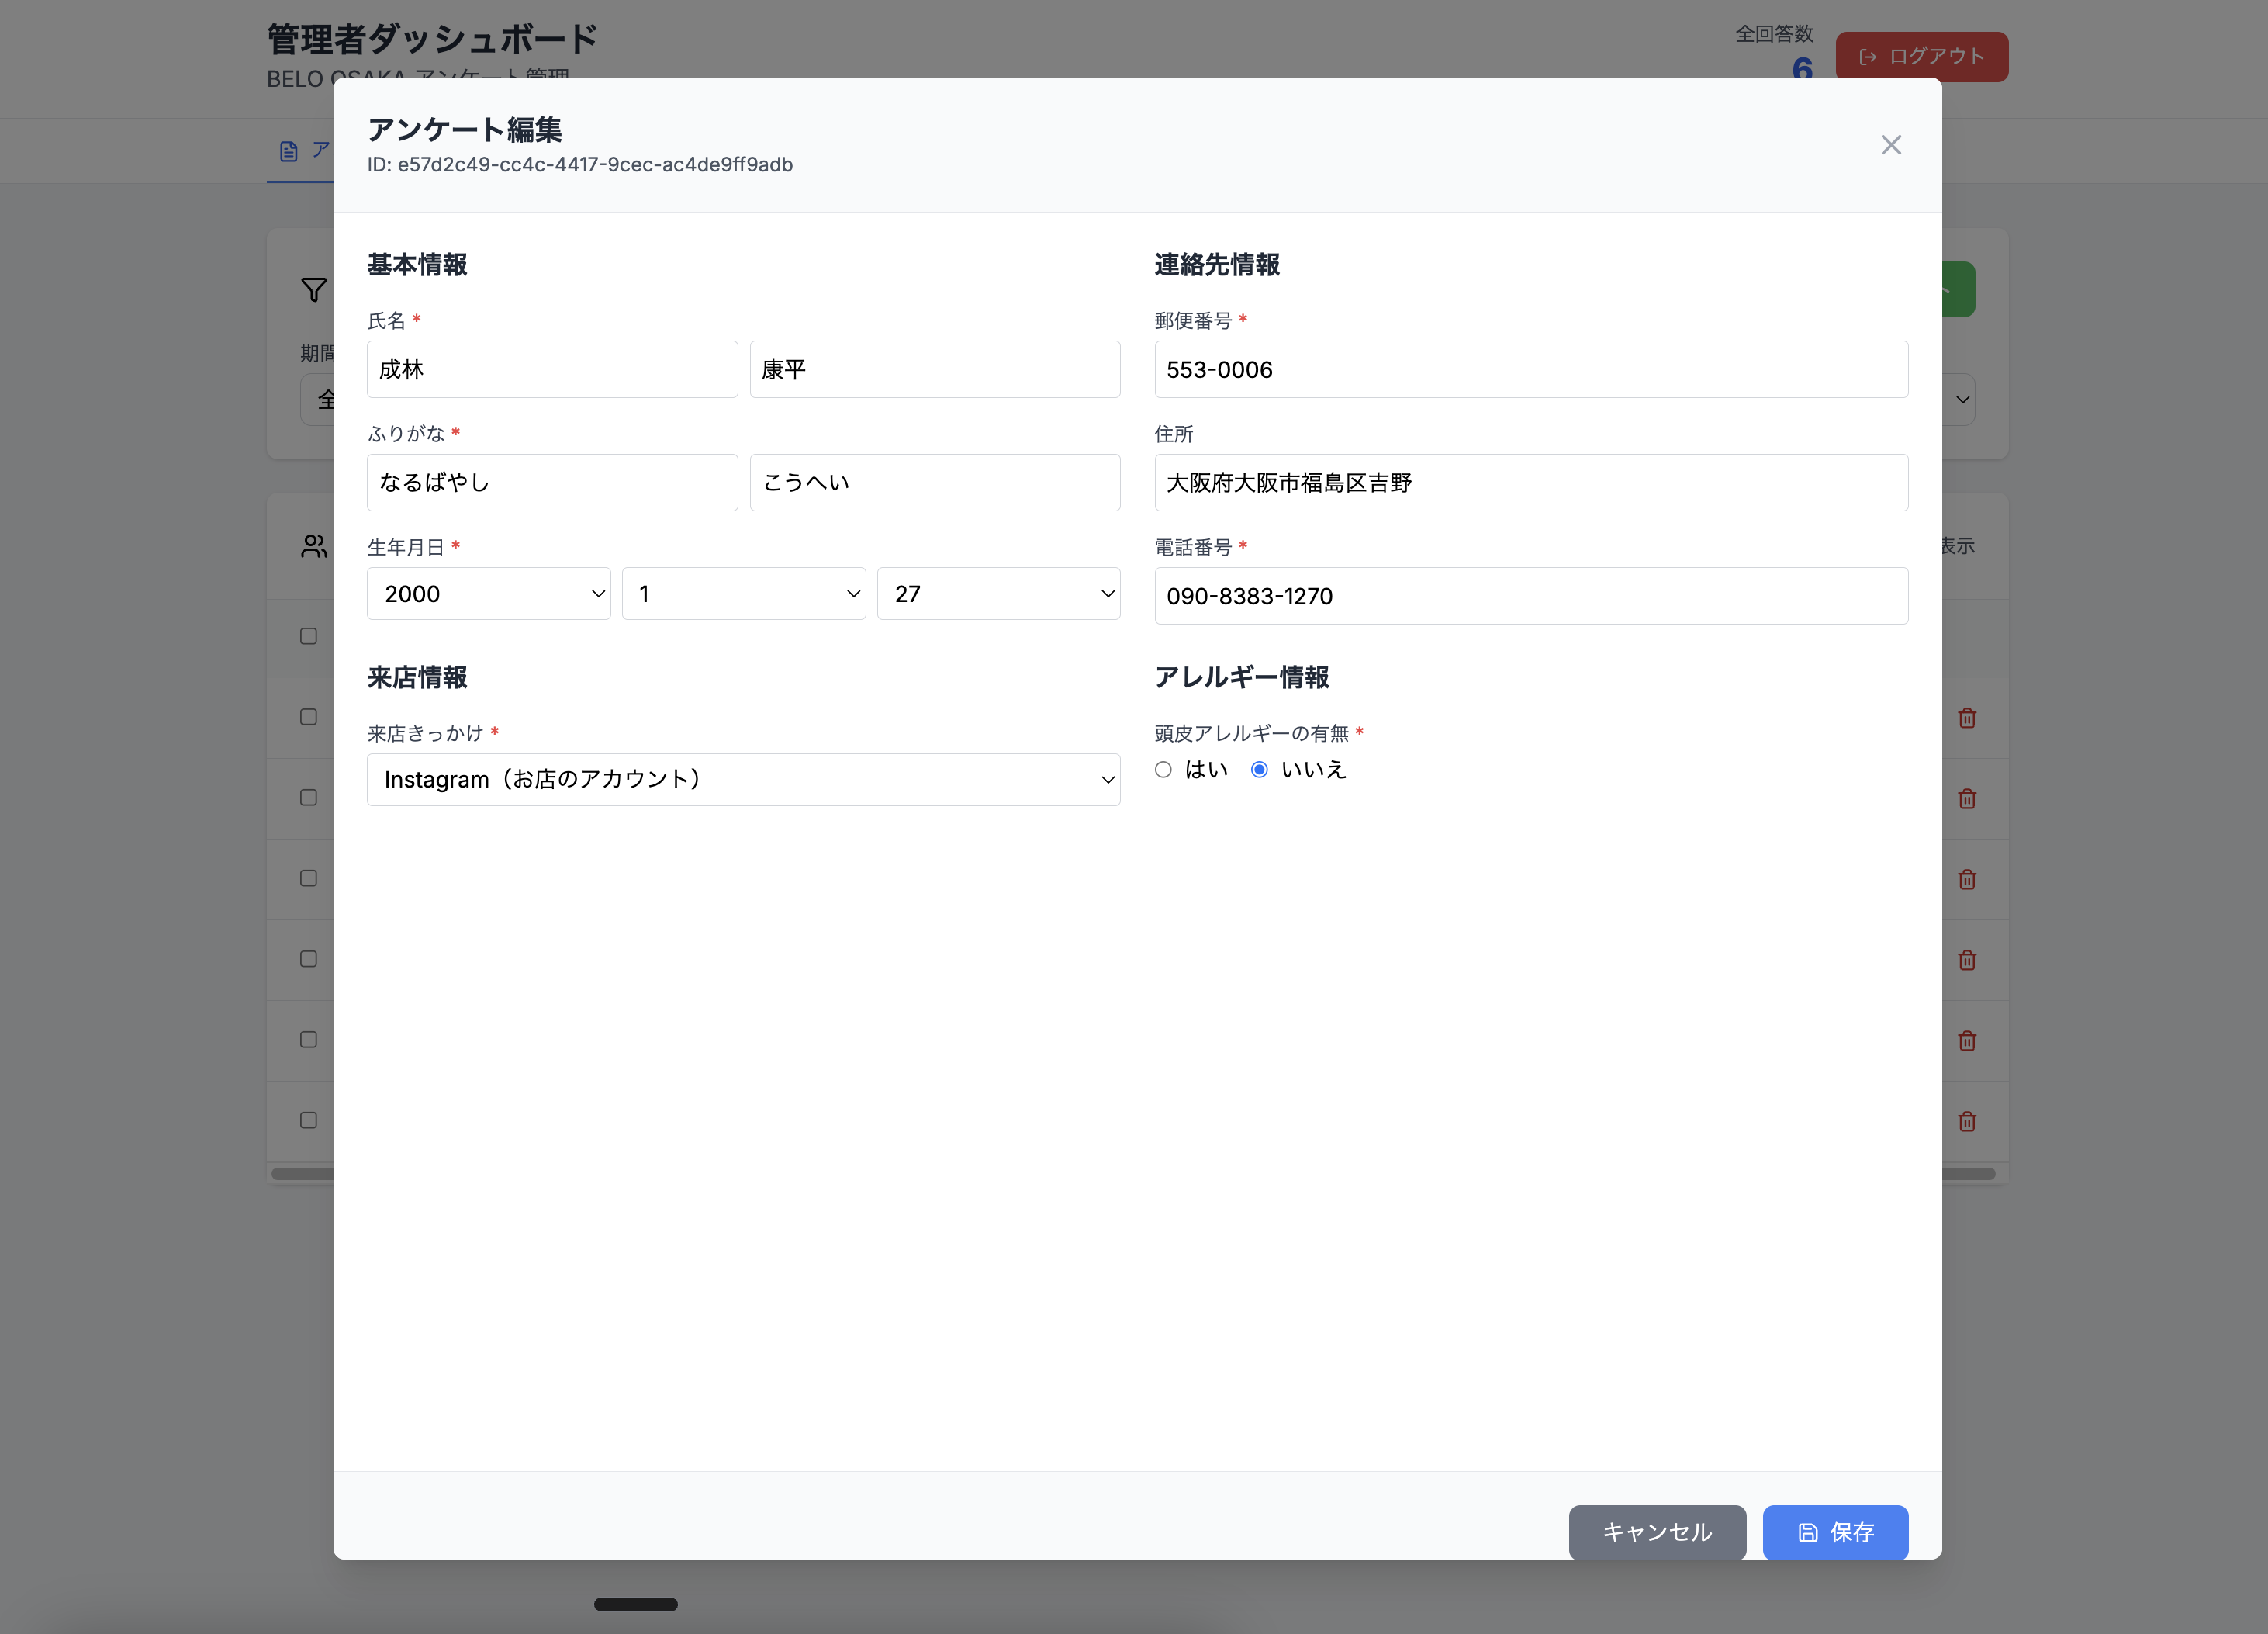 管理者ダッシュボード
BELO OSAKA アンケート管理
全回答数
6
ログアウト
ア
アンケート編集
ID: e57d2c49-cc4c-4417-9cec-ac4de9ff9adb
基本情報
氏名 *
成林 康平
ふりがな *
なるばやし こうへい
生年月日 *
2000 1 27
来店情報
来店きっかけ *
Instagram（お店のアカウント）
連絡先情報
郵便番号 *
553-0006
住所
大阪府大阪市福島区吉野
電話番号 *
090-8383-1270
アレルギー情報
頭皮アレルギーの有無 *
はい いいえ
期間
全
表示
キャンセル
保存